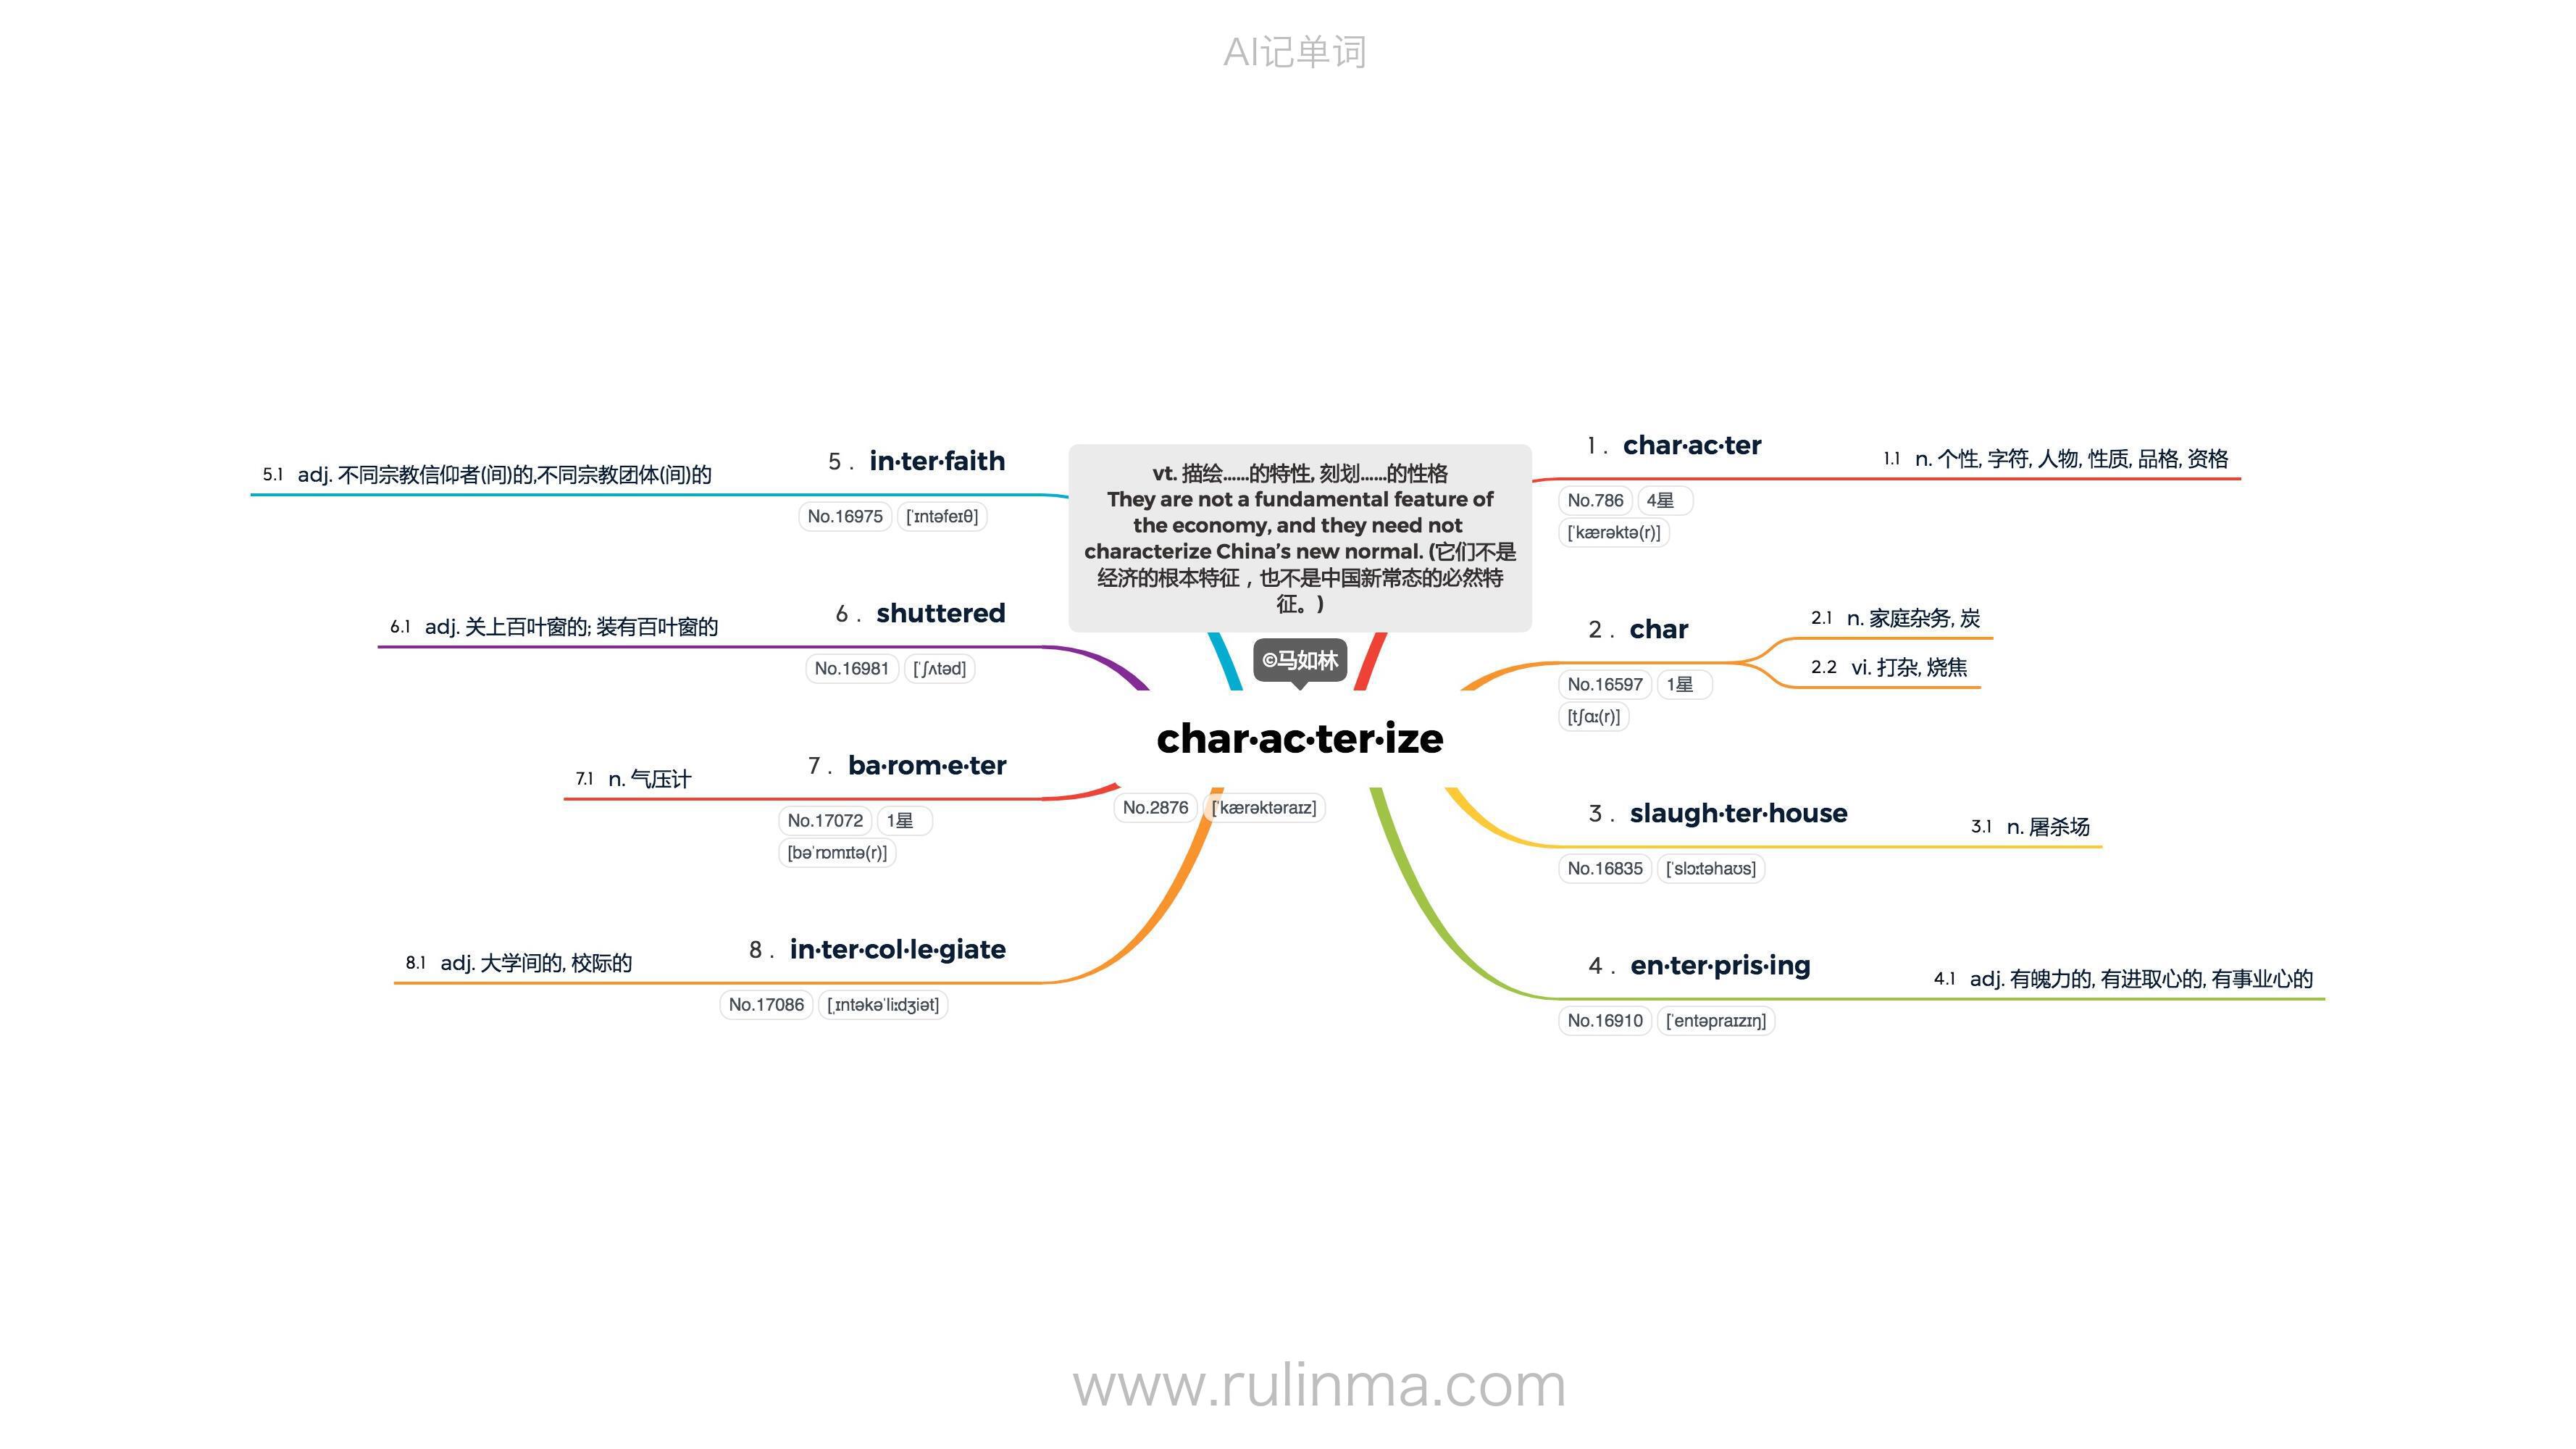 AI记单词
vt. 描绘......的特性, 刻划......的性格
They are not a fundamental feature of
the economy, and they need not
characterize China’s new normal. (它们不是
经济的根本特征，也不是中国新常态的必然特
征。)
©马如林
char·ac·ter·ize
No.2876 ['kærəktəraɪz]
1. char·ac·ter
No.786 4星
['kærəktə(r)]
1.1 n. 个性, 字符, 人物, 性质, 品格, 资格
2. char
No.16597 1星
[tʃɑː(r)]
2.1 n. 家庭杂务, 炭
2.2 vi. 打杂, 烧焦
3. slaugh·ter·house
No.16835 ['slɔːtəhaʊs]
3.1 n. 屠杀场
4. en·ter·pris·ing
No.16910 ['entəpraɪzɪŋ]
4.1 adj. 有魄力的, 有进取心的, 有事业心的
5. in·ter·faith
No.16975 ['ɪntəfeɪθ]
5.1 adj. 不同宗教信仰者(间)的,不同宗教团体(间)的
6. shuttered
No.16981 ['ʃʌtəd]
6.1 adj. 关上百叶窗的; 装有百叶窗的
7. ba·rom·e·ter
No.17072 1星
[bə'rɒmɪtə(r)]
7.1 n. 气压计
8. in·ter·col·le·giate
No.17086 [ˌɪntəkə'liːdʒiət]
8.1 adj. 大学间的, 校际的
www.rulinma.com